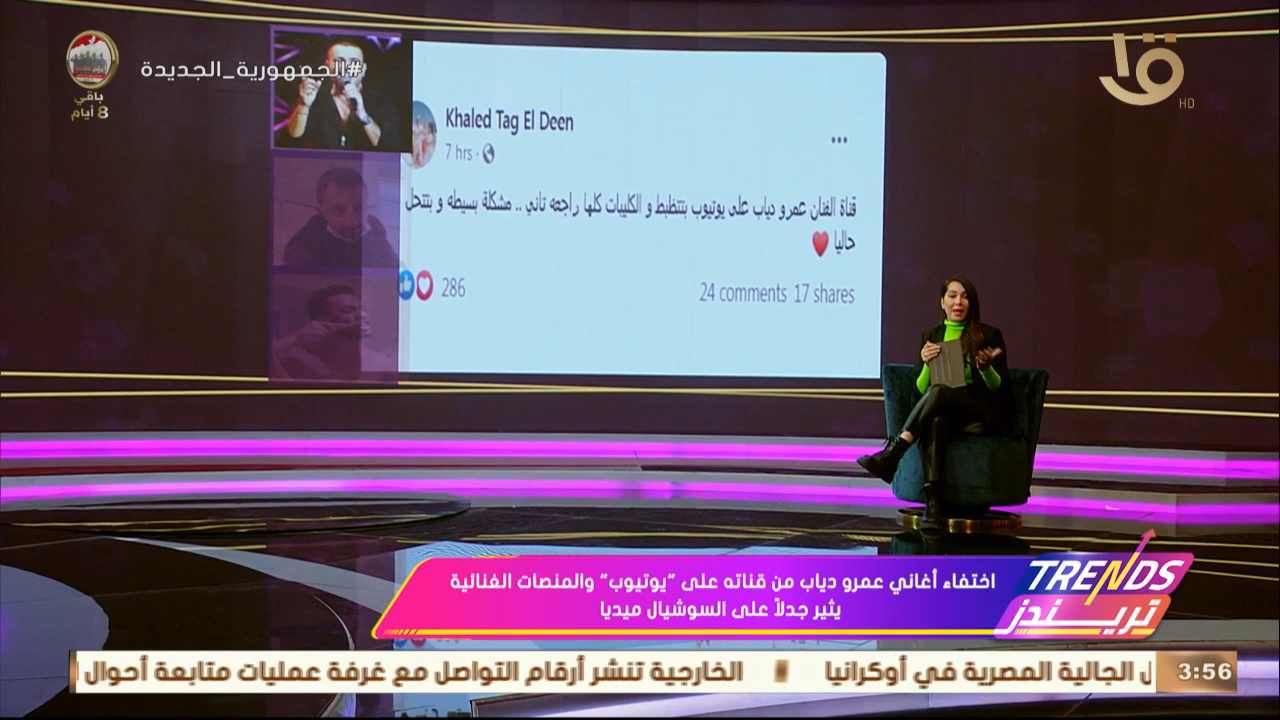 #الجمهورية_الجديدة
باقي
8 أيام
HD
Khaled Tag El Deen
7 hrs
قناة الفنان عمرو دياب على يوتيوب بتتظبط و الكليبات كلها راجعه تاني .. مشكلة بسيطه و بتتحل
حاليا
286
24 comments 17 shares
TRENDS
تريندز
اختفاء أغاني عمرو دياب من قناته على "يوتيوب" والمنصات الغنائية
يثير جدلاً على السوشيال ميديا
3:56
ل الجالية المصرية في أوكرانيا
الخارجية تنشر أرقام التواصل مع غرفة عمليات متابعة أحوال